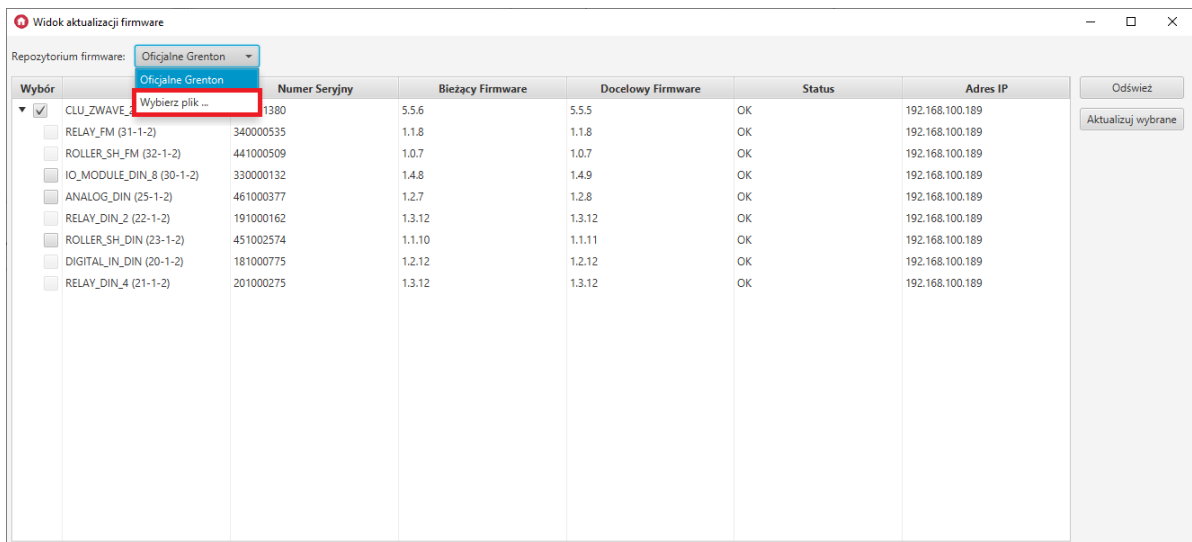 Widok aktualizacji firmware
Repozytorium firmware: Oficjalne Grenton
Oficjalne Grenton
Wybierz plik ...
Wybór Numer Seryjny Bieżący Firmware Docelowy Firmware Status Adres IP Odśwież
CLU_ZWAVE_ 1380 5.5.6 5.5.5 OK 192.168.100.189
Aktualizuj wybrane
RELAY_FM (31-1-2) 340000535 1.1.8 1.1.8 OK 192.168.100.189
ROLLER_SH_FM (32-1-2) 441000509 1.0.7 1.0.7 OK 192.168.100.189
IO_MODULE_DIN_8 (30-1-2) 330000132 1.4.8 1.4.9 OK 192.168.100.189
ANALOG_DIN (25-1-2) 461000377 1.2.7 1.2.8 OK 192.168.100.189
RELAY_DIN_2 (22-1-2) 191000162 1.3.12 1.3.12 OK 192.168.100.189
ROLLER_SH_DIN (23-1-2) 451002574 1.1.10 1.1.11 OK 192.168.100.189
DIGITAL_IN_DIN (20-1-2) 181000775 1.2.12 1.2.12 OK 192.168.100.189
RELAY_DIN_4 (21-1-2) 201000275 1.3.12 1.3.12 OK 192.168.100.189